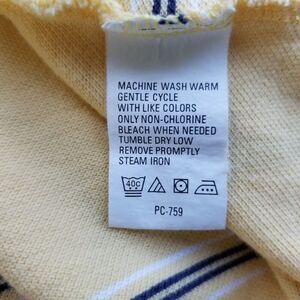 MACHINE WASH WARM
GENTLE CYCLE
WITH LIKE COLORS
ONLY NON-CHLORINE
BLEACH WHEN NEEDED
TUMBLE DRY LOW
REMOVE PROMPTLY
STEAM IRON
40C
PC-759